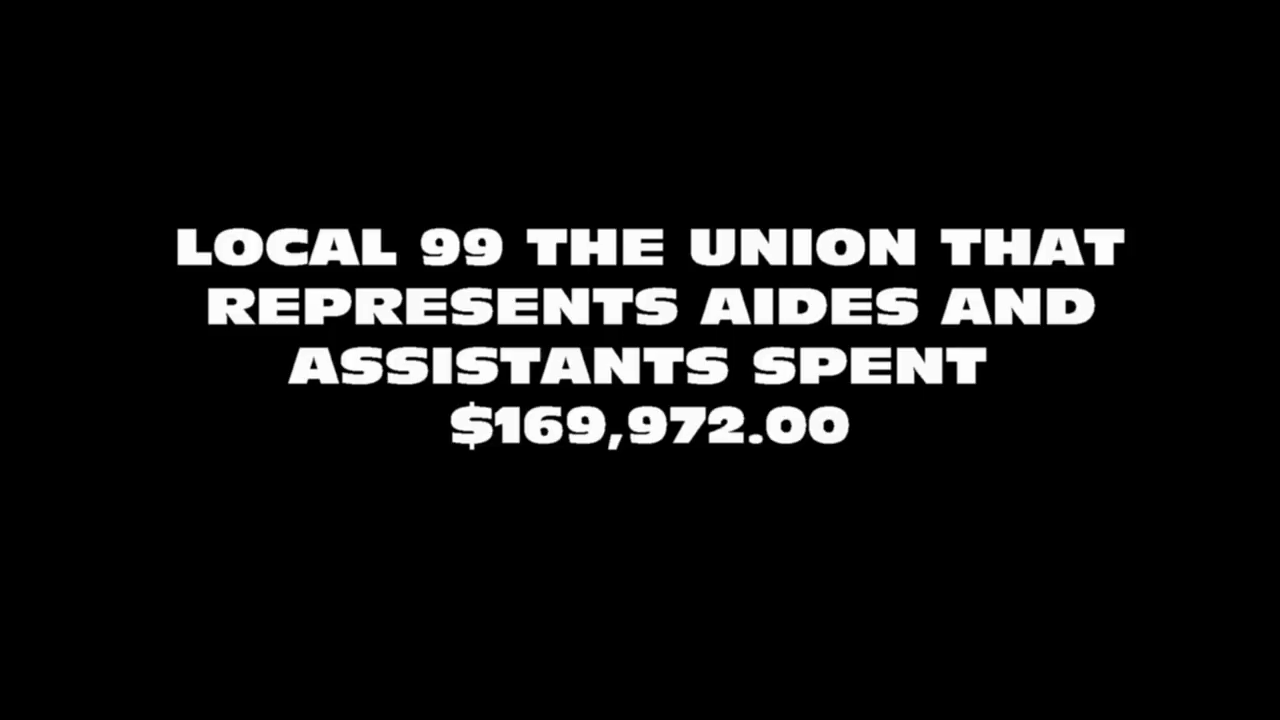 LOCAL 99 THE UNION THAT
REPRESENTS AIDES AND
ASSISTANTS SPENT
$169,972.00